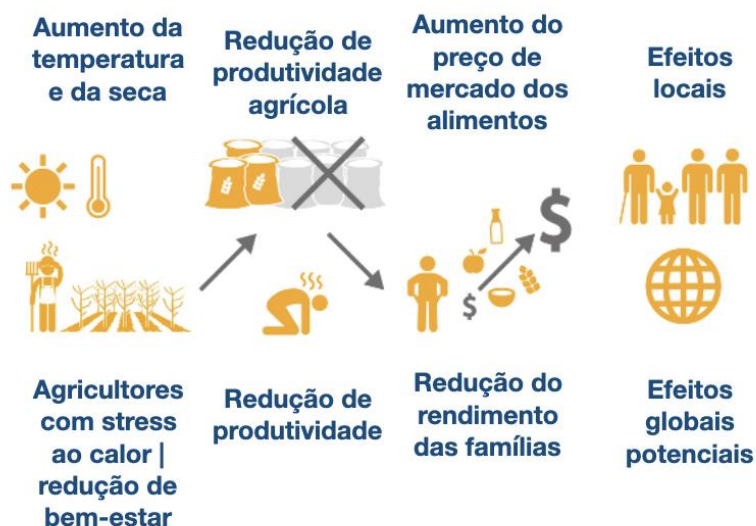 Aumento da
temperatura
e da seca
Redução de
produtividade
agrícola
Aumento do
preço de
mercado dos
alimentos
Efeitos
locais
$
$
Agricultores
com stress
ao calor |
redução de
bem-estar
Redução de
produtividade
Redução do
rendimento
das famílias
Efeitos
globais
potenciais